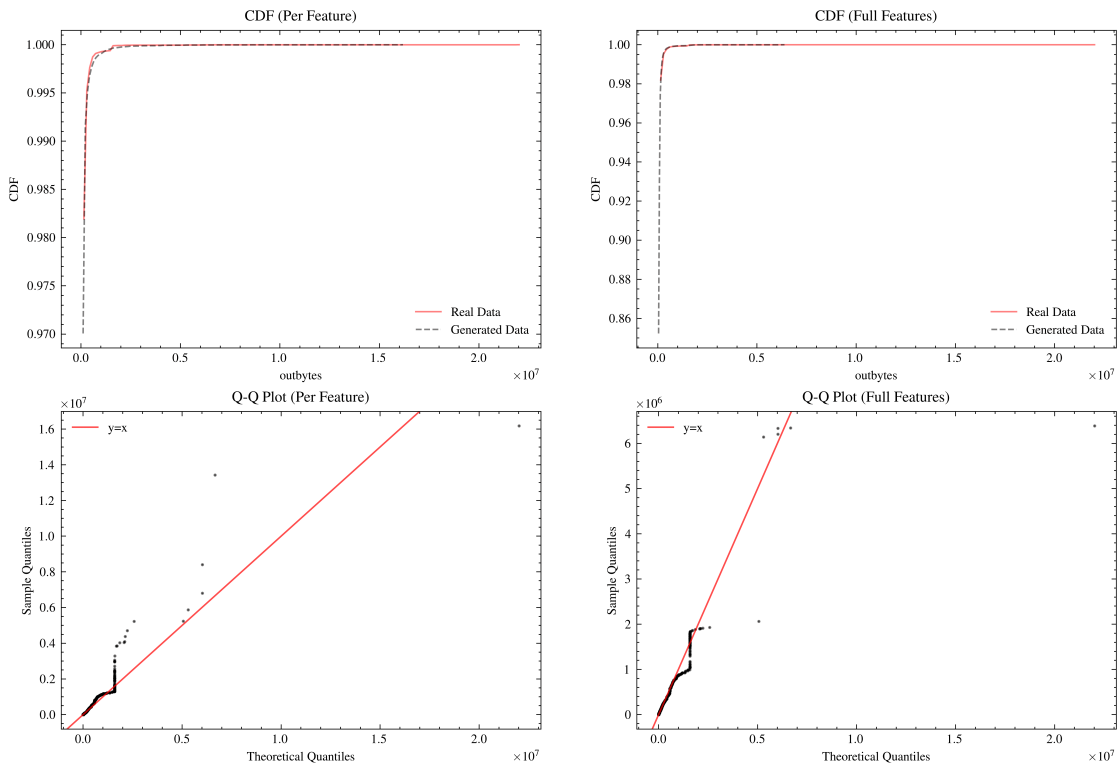 CDF (Per Feature)
1.000
0.995
0.990
0.985
0.980
0.975
0.970
CDF
Real Data
Generated Data
0.0 0.5 1.0 1.5 2.0
outbytes
×10⁷
CDF (Full Features)
1.00
0.98
0.96
0.94
0.92
0.90
0.88
0.86
CDF
Real Data
Generated Data
0.0 0.5 1.0 1.5 2.0
outbytes
×10⁷
Q-Q Plot (Per Feature)
×10⁷
y=x
1.6
1.4
1.2
1.0
0.8
0.6
0.4
0.2
0.0
Sample Quantiles
0.0 0.5 1.0 1.5 2.0
Theoretical Quantiles
×10⁷
Q-Q Plot (Full Features)
×10⁶
y=x
6
5
4
3
2
1
0
Sample Quantiles
0.0 0.5 1.0 1.5 2.0
Theoretical Quantiles
×10⁷